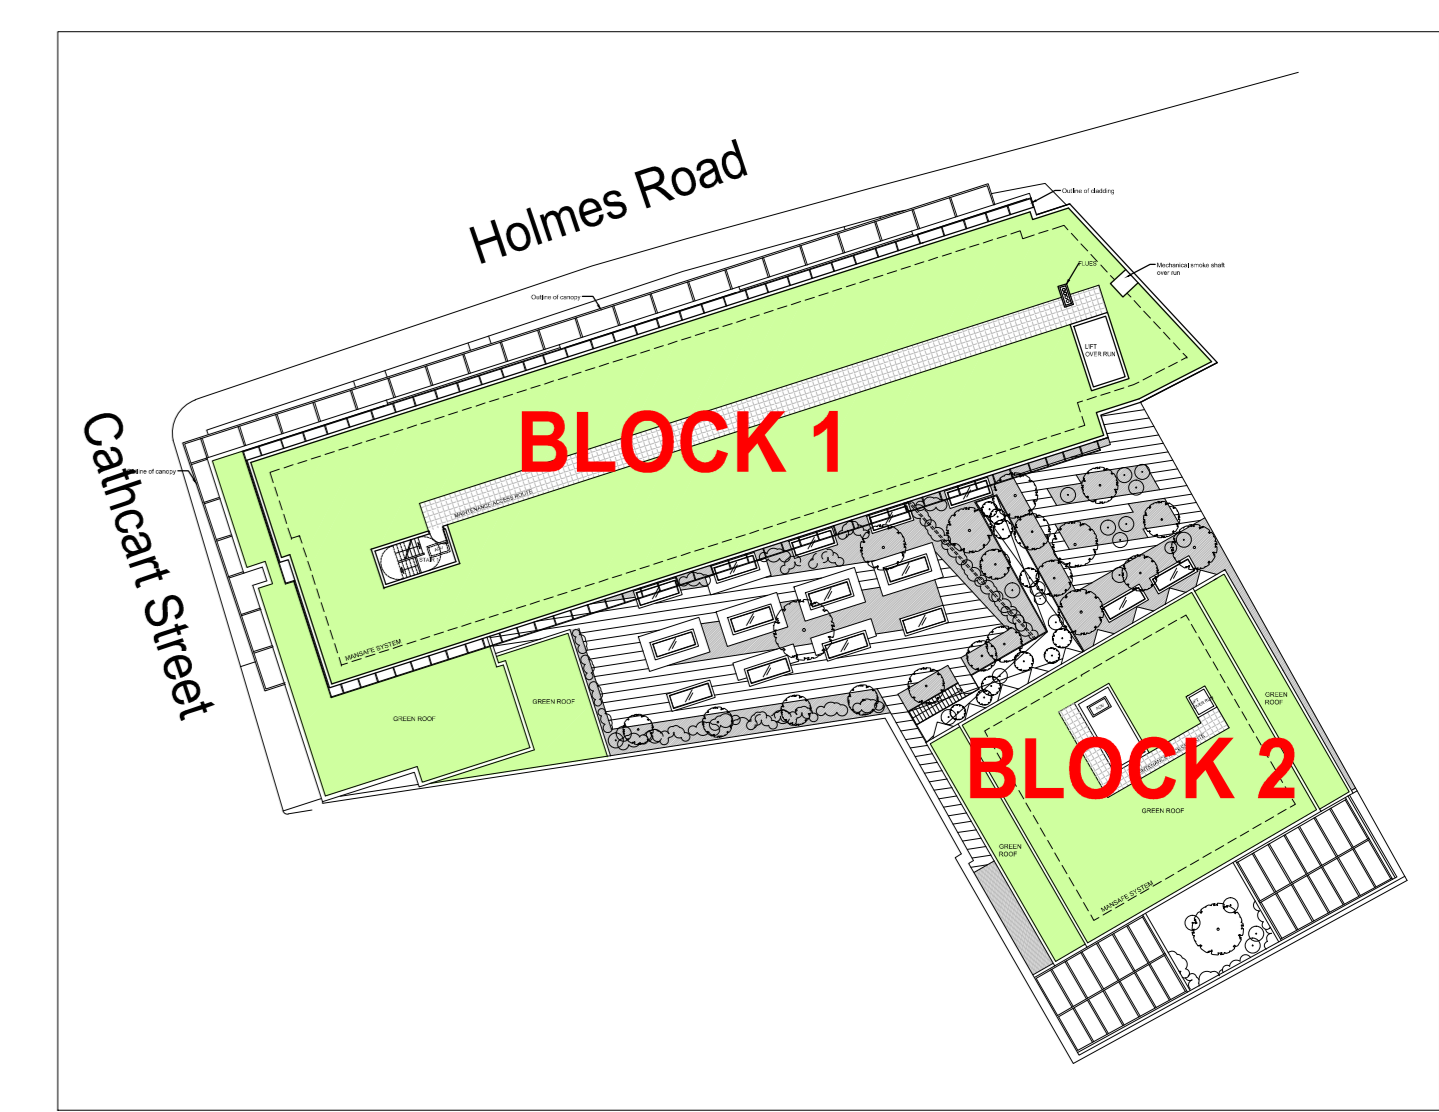 Holmes Road
Outline of cladding
FLUES
Mechanical smoke shaft
over run
Outline of canopy
LIFT
OVER RUN
BLOCK 1
Cathcart Street
of canopy
MAINTENANCE ACCESS ROUTE
MANSAFE SYSTEM
GREEN ROOF
GREEN ROOF
GREEN
ROOF
BLOCK 2
GREEN ROOF
GREEN
ROOF
MANSAFE SYSTEM